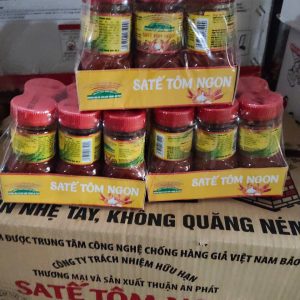 SATẾ TÔM NGON
SATẾ TÔM NGON
SATẾ TÔM NGON
NHẸ TAY, KHÔNG QUĂNG NÉM
ĐƯỢC TRUNG TÂM CÔNG NGHỆ CHỐNG HÀNG GIẢ VIỆT NAM BẢO
CÔNG TY TRÁCH NHIỆM HỮU HẠN
THƯƠNG MẠI VÀ SẢN XUẤT THUẬN AN PHÁT
SATẾ TÔM NGON